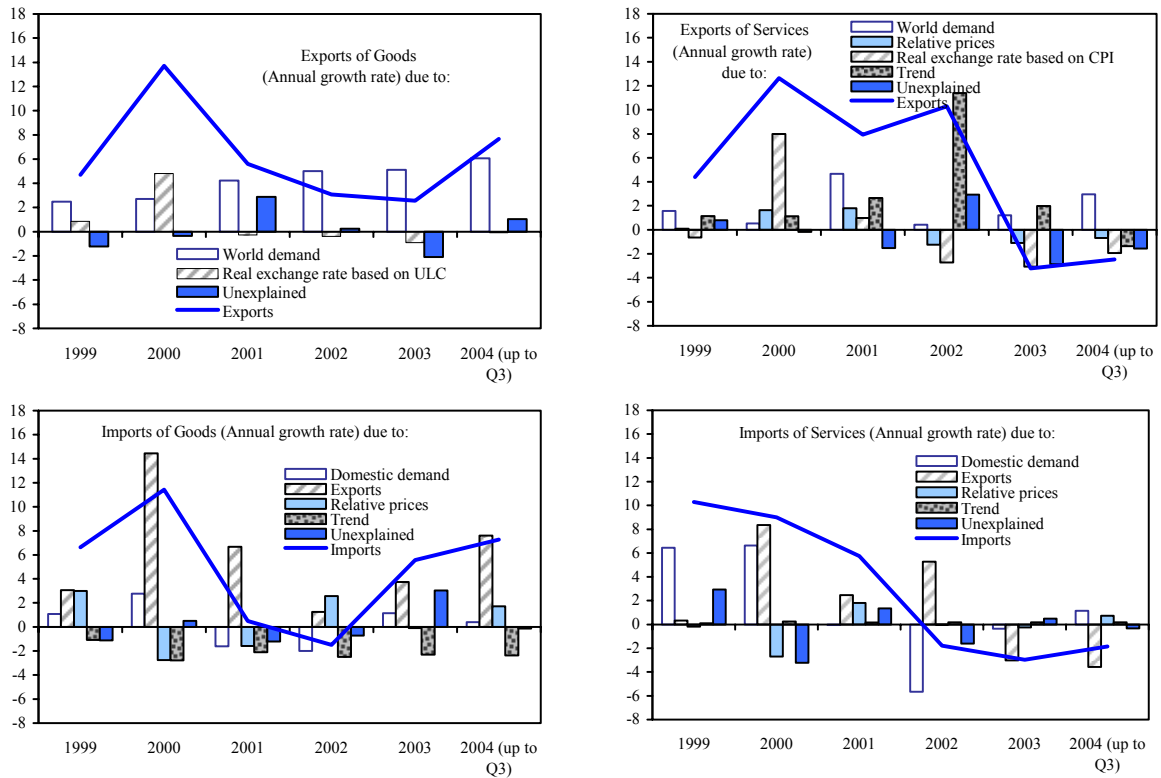 18
16
14
12
10
8
6
4
2
0
-2
-4
-6
-8
Exports of Goods
(Annual growth rate) due to:
World demand
Real exchange rate based on ULC
Unexplained
Exports
1999 2000 2001 2002 2003 2004 (up to
Q3)
18
16
14
12
10
8
6
4
2
0
-2
-4
-6
-8
Exports of Services
(Annual growth rate)
due to:
World demand
Relative prices
Real exchange rate based on CPI
Trend
Unexplained
Exports
1999 2000 2001 2002 2003 2004 (up to
Q3)
18
16
14
12
10
8
6
4
2
0
-2
-4
-6
-8
Imports of Goods (Annual growth rate) due to:
Domestic demand
Exports
Relative prices
Trend
Unexplained
Imports
1999 2000 2001 2002 2003 2004 (up to
Q3)
18
16
14
12
10
8
6
4
2
0
-2
-4
-6
-8
Imports of Services (Annual growth rate) due to:
Domestic demand
Exports
Relative prices
Trend
Unexplained
Imports
1999 2000 2001 2002 2003 2004 (up to
Q3)